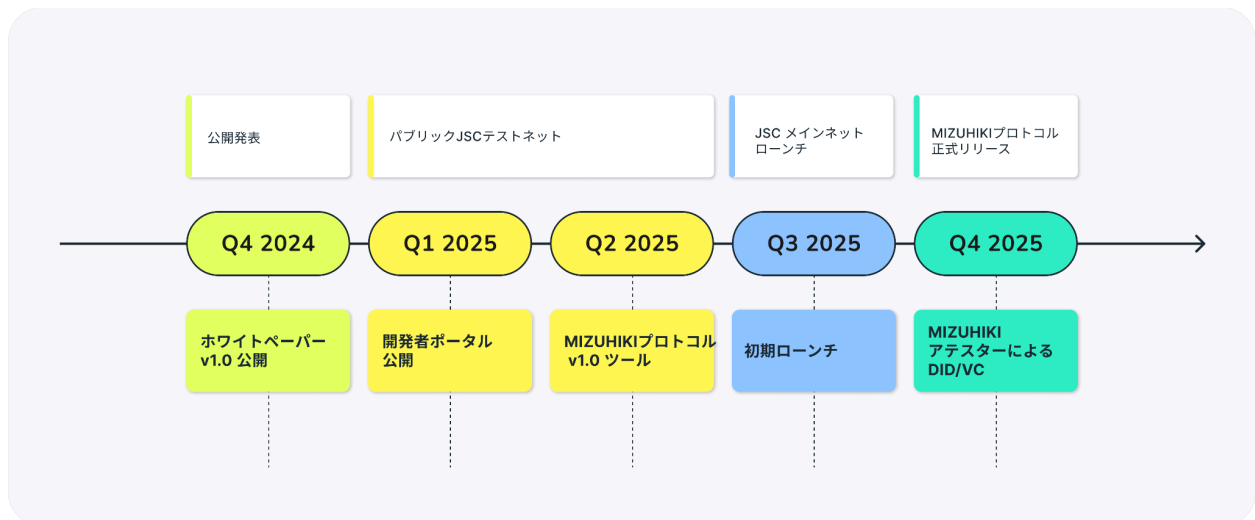 公開発表
パブリックJSCテストネット
JSC メインネット
ローンチ
MIZUHIKIプロトコル
正式リリース
Q4 2024
Q1 2025
Q2 2025
Q3 2025
Q4 2025
ホワイトペーパー
v1.0 公開
開発者ポータル
公開
MIZUHIKIプロトコル
v1.0 ツール
初期ローンチ
MIZUHIKI
アテスターによる
DID/VC